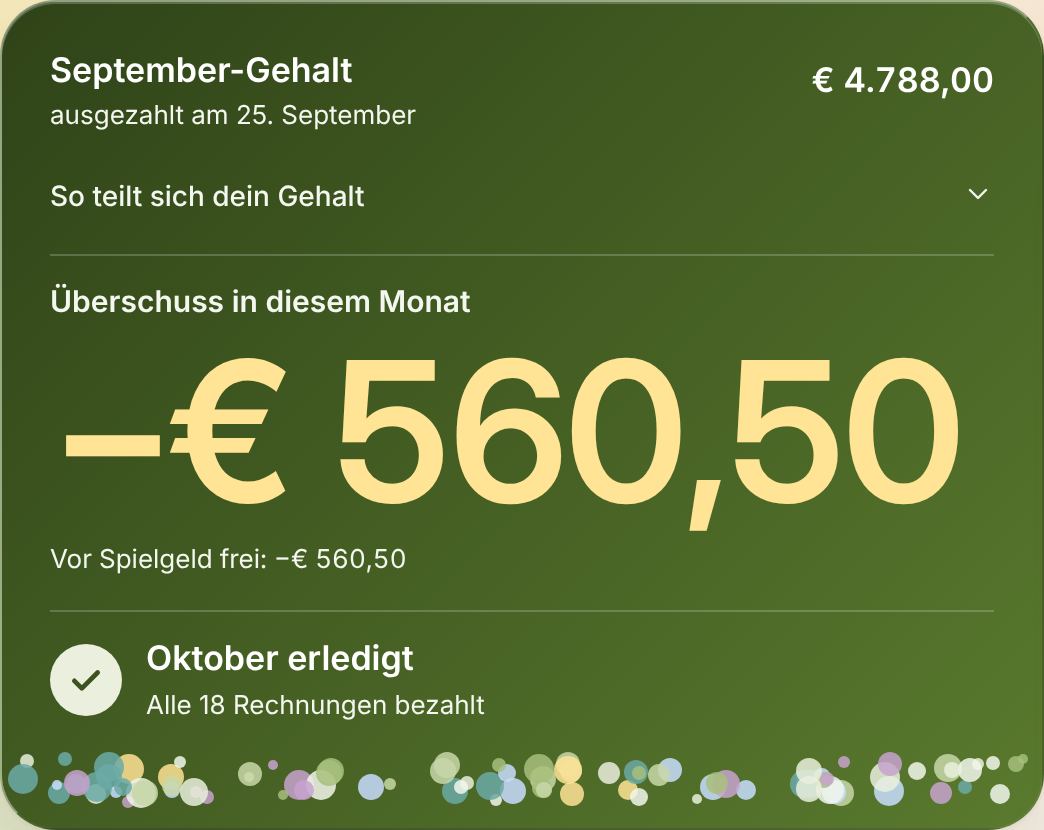 September-Gehalt
€ 4.788,00
ausgezahlt am 25. September
So teilt sich dein Gehalt
Überschuss in diesem Monat
–€ 560,50
Vor Spielgeld frei: −€ 560,50
Oktober erledigt
Alle 18 Rechnungen bezahlt